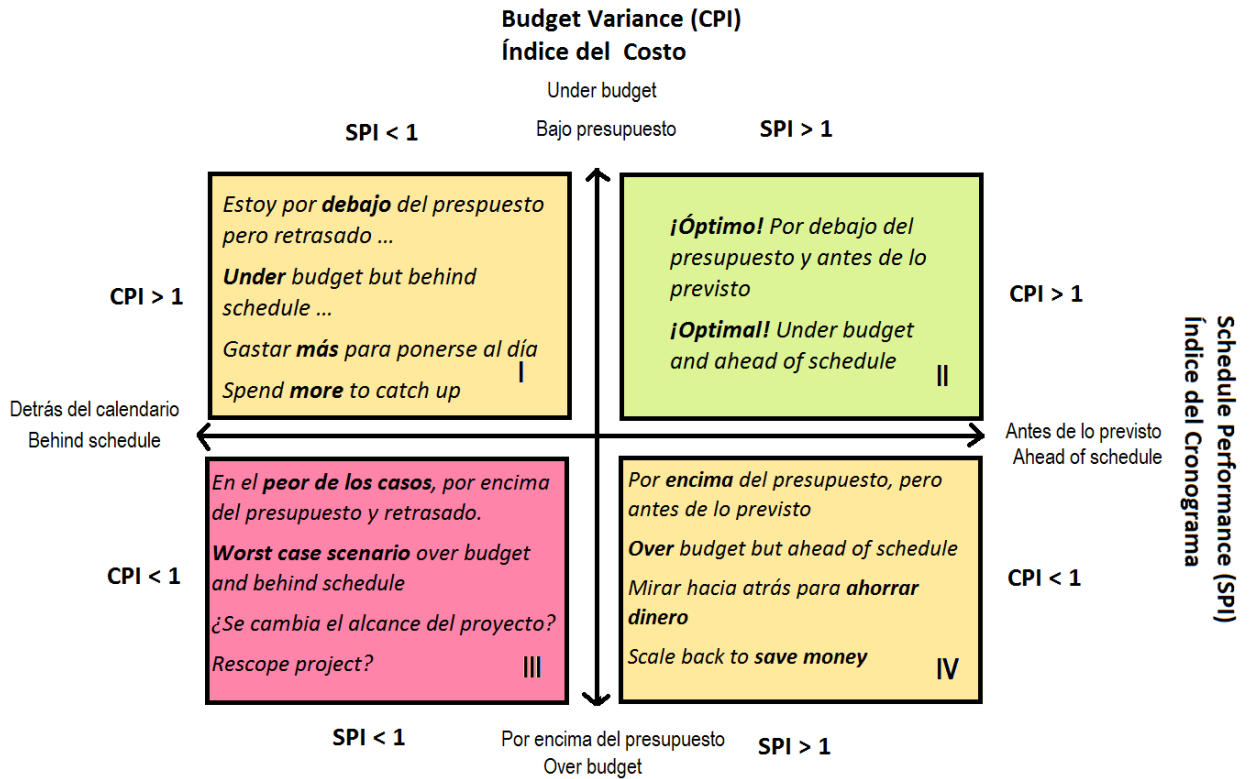 Budget Variance (CPI)
Índice del  Costo
Under budget
Bajo presupuesto
SPI < 1
SPI > 1
CPI > 1
Estoy por debajo del prespuesto
pero retrasado ...
Under budget but behind
schedule ...
Gastar más para ponerse al día
Spend more to catch up
I
¡Óptimo! Por debajo del
presupuesto y antes de lo
previsto
¡Optimal! Under budget
and ahead of schedule
II
CPI > 1
Detrás del calendario
Behind schedule
Antes de lo previsto
Ahead of schedule
Schedule Performance (SPI)
Índice del Cronograma
CPI < 1
En el peor de los casos, por encima
del presupuesto y retrasado.
Worst case scenario over budget
and behind schedule
¿Se cambia el alcance del proyecto?
Rescope project?
III
Por encima del presupuesto, pero
antes de lo previsto
Over budget but ahead of schedule
Mirar hacia atrás para ahorrar
dinero
Scale back to save money
IV
CPI < 1
SPI < 1
Por encima del presupuesto
Over budget
SPI > 1